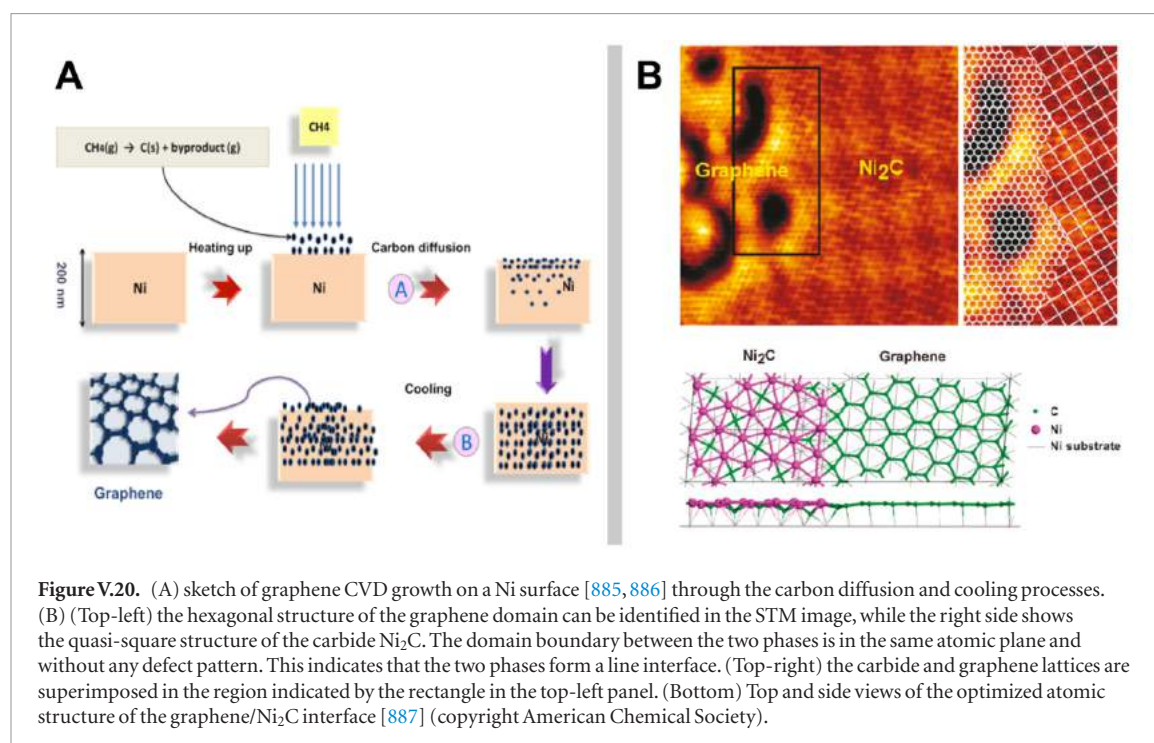 A
CH4
CH₄(g) → C(s) + byproduct (g)
Heating up
Carbon diffusion
200 nm
Ni
Ni
A
Ni
Cooling
Ni
B
Graphene
B
Graphene
Ni₂C
Ni₂C
Graphene
C
Ni
Ni substrate
Figure V.20. (A) sketch of graphene CVD growth on a Ni surface [885, 886] through the carbon diffusion and cooling processes.
(B) (Top-left) the hexagonal structure of the graphene domain can be identified in the STM image, while the right side shows
the quasi-square structure of the carbide Ni₂C. The domain boundary between the two phases is in the same atomic plane and
without any defect pattern. This indicates that the two phases form a line interface. (Top-right) the carbide and graphene lattices are
superimposed in the region indicated by the rectangle in the top-left panel. (Bottom) Top and side views of the optimized atomic
structure of the graphene/Ni₂C interface [887] (copyright American Chemical Society).